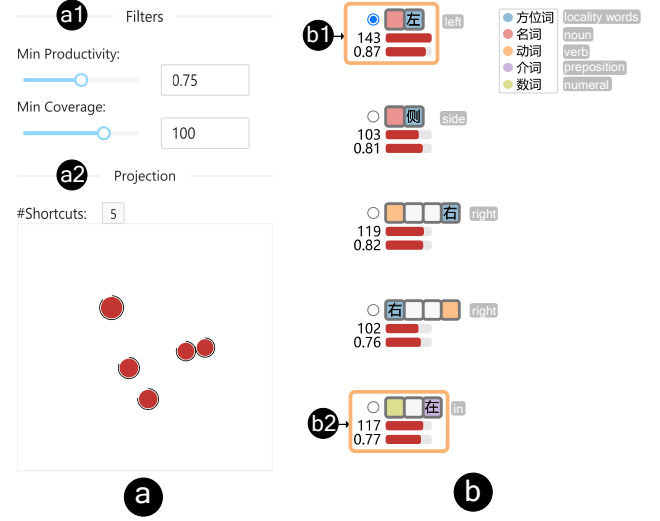 a1 Filters
Min Productivity:
0.75
Min Coverage:
100
a2 Projection
#Shortcuts: 5
a
b1
左 left
143
0.87
方位词 locality words
名词 noun
动词 verb
介词 preposition
数词 numeral
侧 side
103
0.81
右 right
119
0.82
右 right
102
0.76
b2
在 in
117
0.77
b